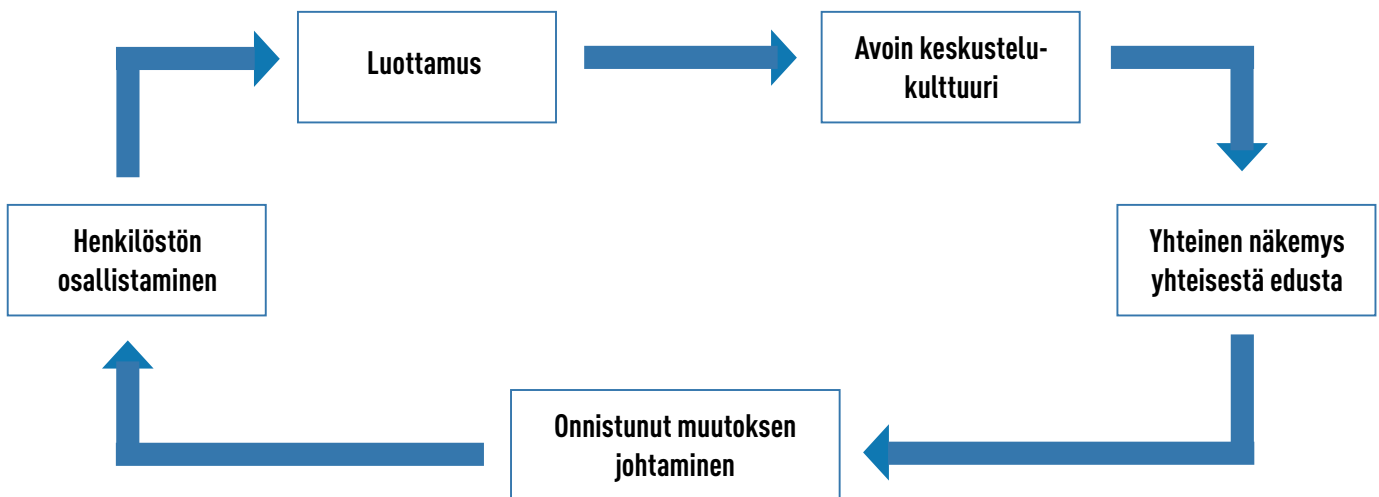 Luottamus
Avoin keskustelu-
kulttuuri
Yhteinen näkemys
yhteisestä edusta
Onnistunut muutoksen
johtaminen
Henkilöstön
osallistaminen